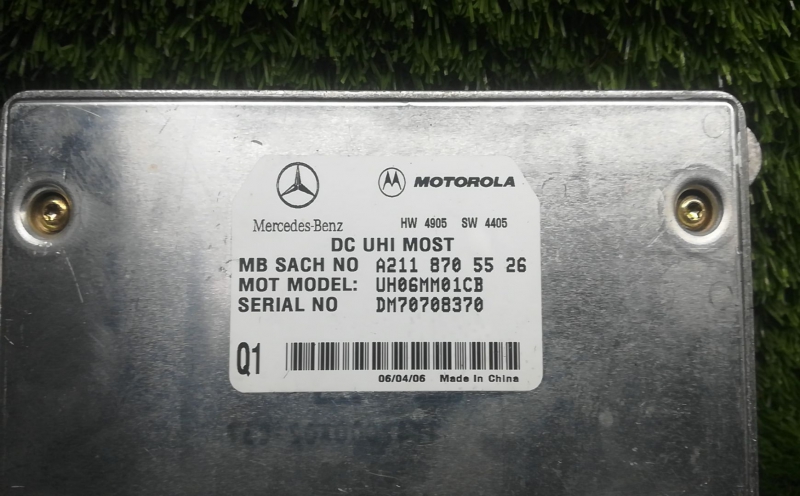 MOTOROLA
Mercedes-Benz HW 4905 SW 4405
DC UHI MOST
MB SACH NO A211 870 55 26
MOT MODEL: UH06MM01CB
SERIAL NO DM70708370
Q1
06/04/06 Made In China